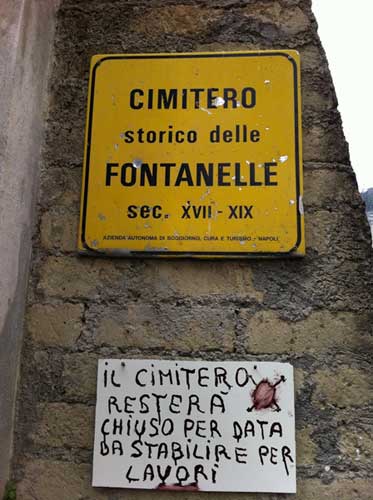 CIMITERO
storico delle
FONTANELLE
sec. XVII - XIX
AZIENDA AUTONOMA DI SOGGIORNO, CURA E TURISMO - NAPOLI
iL CIMITERO
RESTERÀ
CHIUSO PER DATA
DA STABILIRE PER
LAVORI